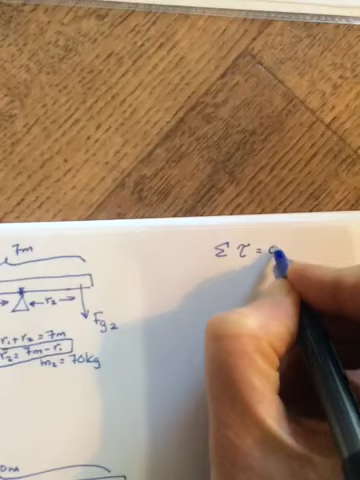 7m
Σ τ = 0
r₂
Fg₂
r₁ + r₂ = 7m
r₂ = 7m - r₁
m₂ = 70kg